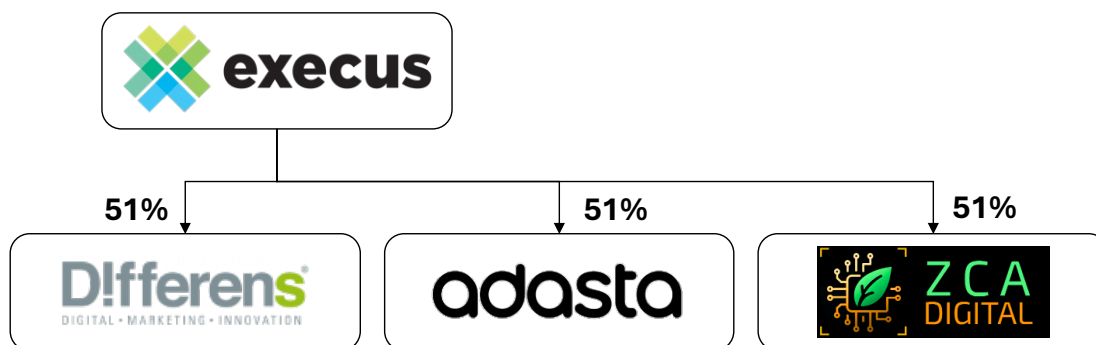 execus
51%
51%
51%
D!fferens®
DIGITAL • MARKETING • INNOVATION
adasta
ZCA
DIGITAL